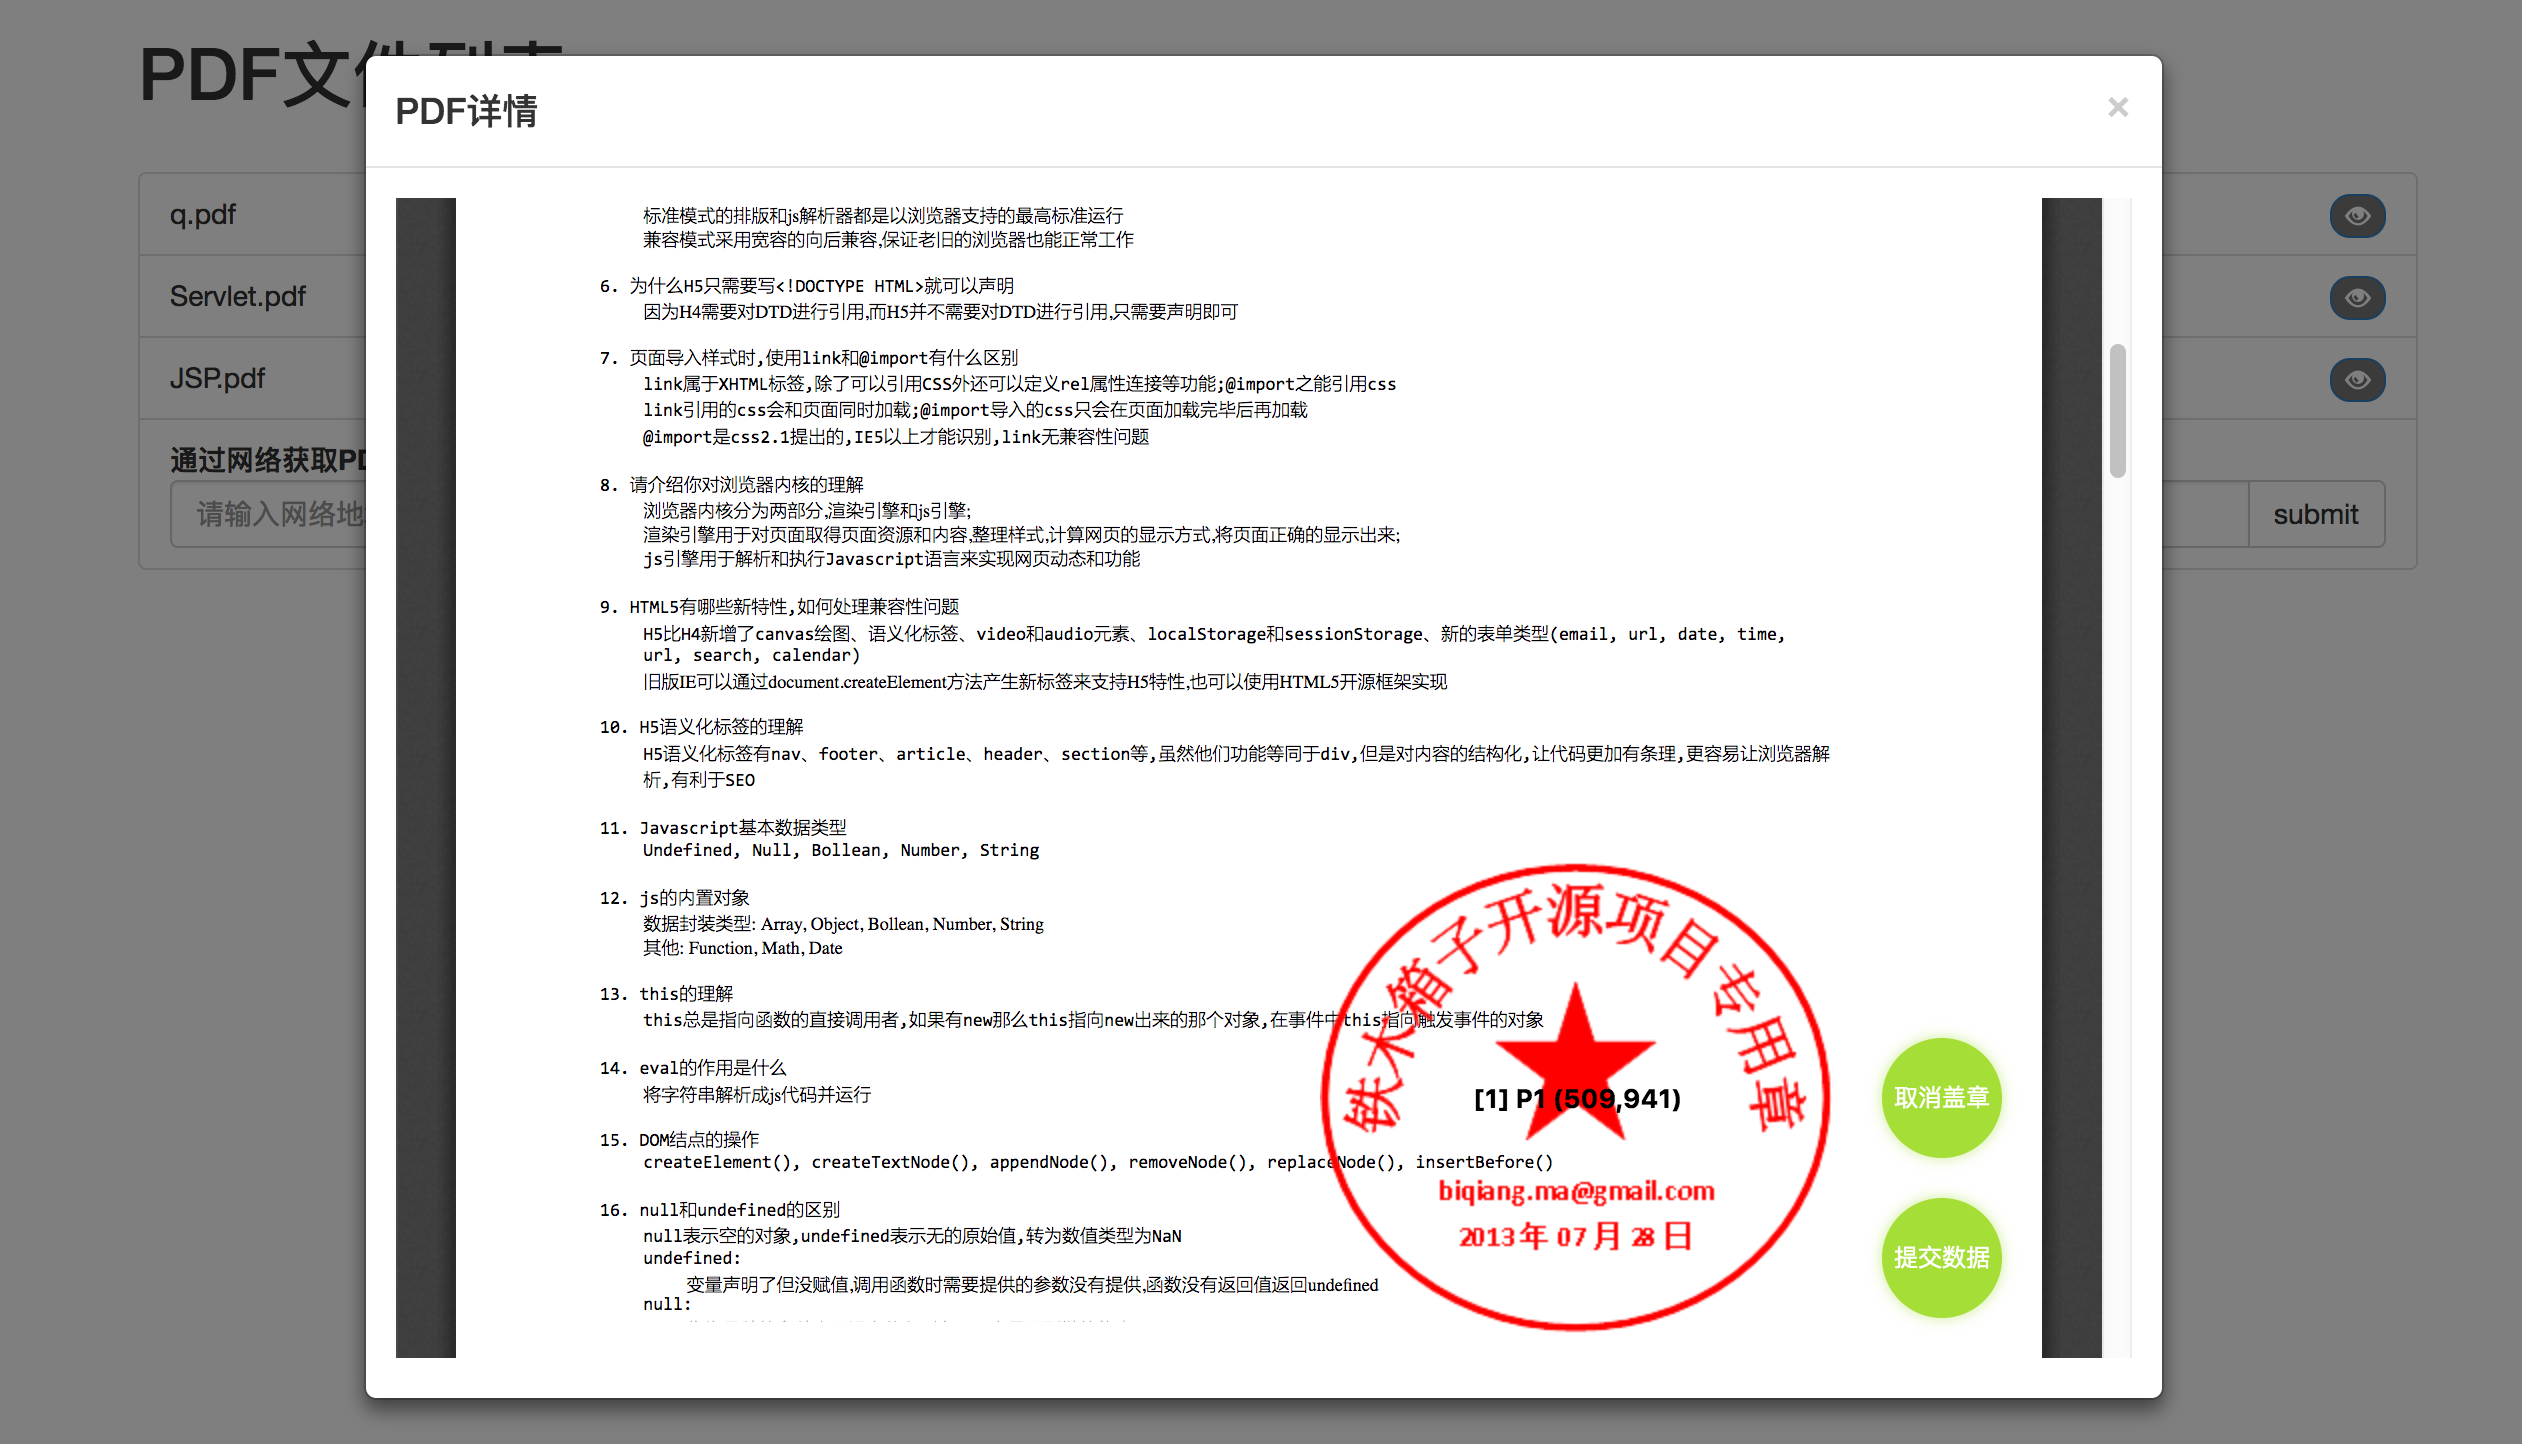 PDF文件列表
PDF详情
×
q.pdf
Servlet.pdf
JSP.pdf
通过网络获取PD
请输入网络地
submit
标准模式的排版和js解析器都是以浏览器支持的最高标准运行
兼容模式采用宽容的向后兼容,保证老旧的浏览器也能正常工作
6. 为什么H5只需要写<!DOCTYPE HTML>就可以声明
因为H4需要对DTD进行引用,而H5并不需要对DTD进行引用,只需要声明即可
7. 页面导入样式时,使用link和@import有什么区别
link属于XHTML标签,除了可以引用CSS外还可以定义rel属性连接等功能;@import之能引用css
link引用的css会和页面同时加载;@import导入的css只会在页面加载完毕后再加载
@import是css2.1提出的,IE5以上才能识别,link无兼容性问题
8. 请介绍你对浏览器内核的理解
浏览器内核分为两部分,渲染引擎和js引擎;
渲染引擎用于对页面取得页面资源和内容,整理样式,计算网页的显示方式,将页面正确的显示出来;
js引擎用于解析和执行Javascript语言来实现网页动态和功能
9. HTML5有哪些新特性,如何处理兼容性问题
H5比H4新增了canvas绘图、语义化标签、video和audio元素、localStorage和sessionStorage、新的表单类型(email, url, date, time,
url, search, calendar)
旧版IE可以通过document.createElement方法产生新标签来支持H5特性,也可以使用HTML5开源框架实现
10. H5语义化标签的理解
H5语义化标签有nav、footer、article、header、section等,虽然他们功能等同于div,但是对内容的结构化,让代码更加有条理,更容易让浏览器解
析,有利于SEO
11. Javascript基本数据类型
Undefined, Null, Bollean, Number, String
12. js的内置对象
数据封装类型: Array, Object, Bollean, Number, String
其他: Function, Math, Date
13. this的理解
this总是指向函数的直接调用者,如果有new那么this指向new出来的那个对象,在事件中this指向触发事件的对象
14. eval的作用是什么
将字符串解析成js代码并运行
15. DOM结点的操作
createElement(), createTextNode(), appendNode(), removeNode(), replaceNode(), insertBefore()
16. null和undefined的区别
null表示空的对象,undefined表示无的原始值,转为数值类型为NaN
undefined:
变量声明了但没赋值,调用函数时需要提供的参数没有提供,函数没有返回值返回undefined
null:
铁木箱子开源项目专用章
[1] P1 (509,941)
biqiang.ma@gmail.com
2013 年 07 月 28 日
取消盖章
提交数据